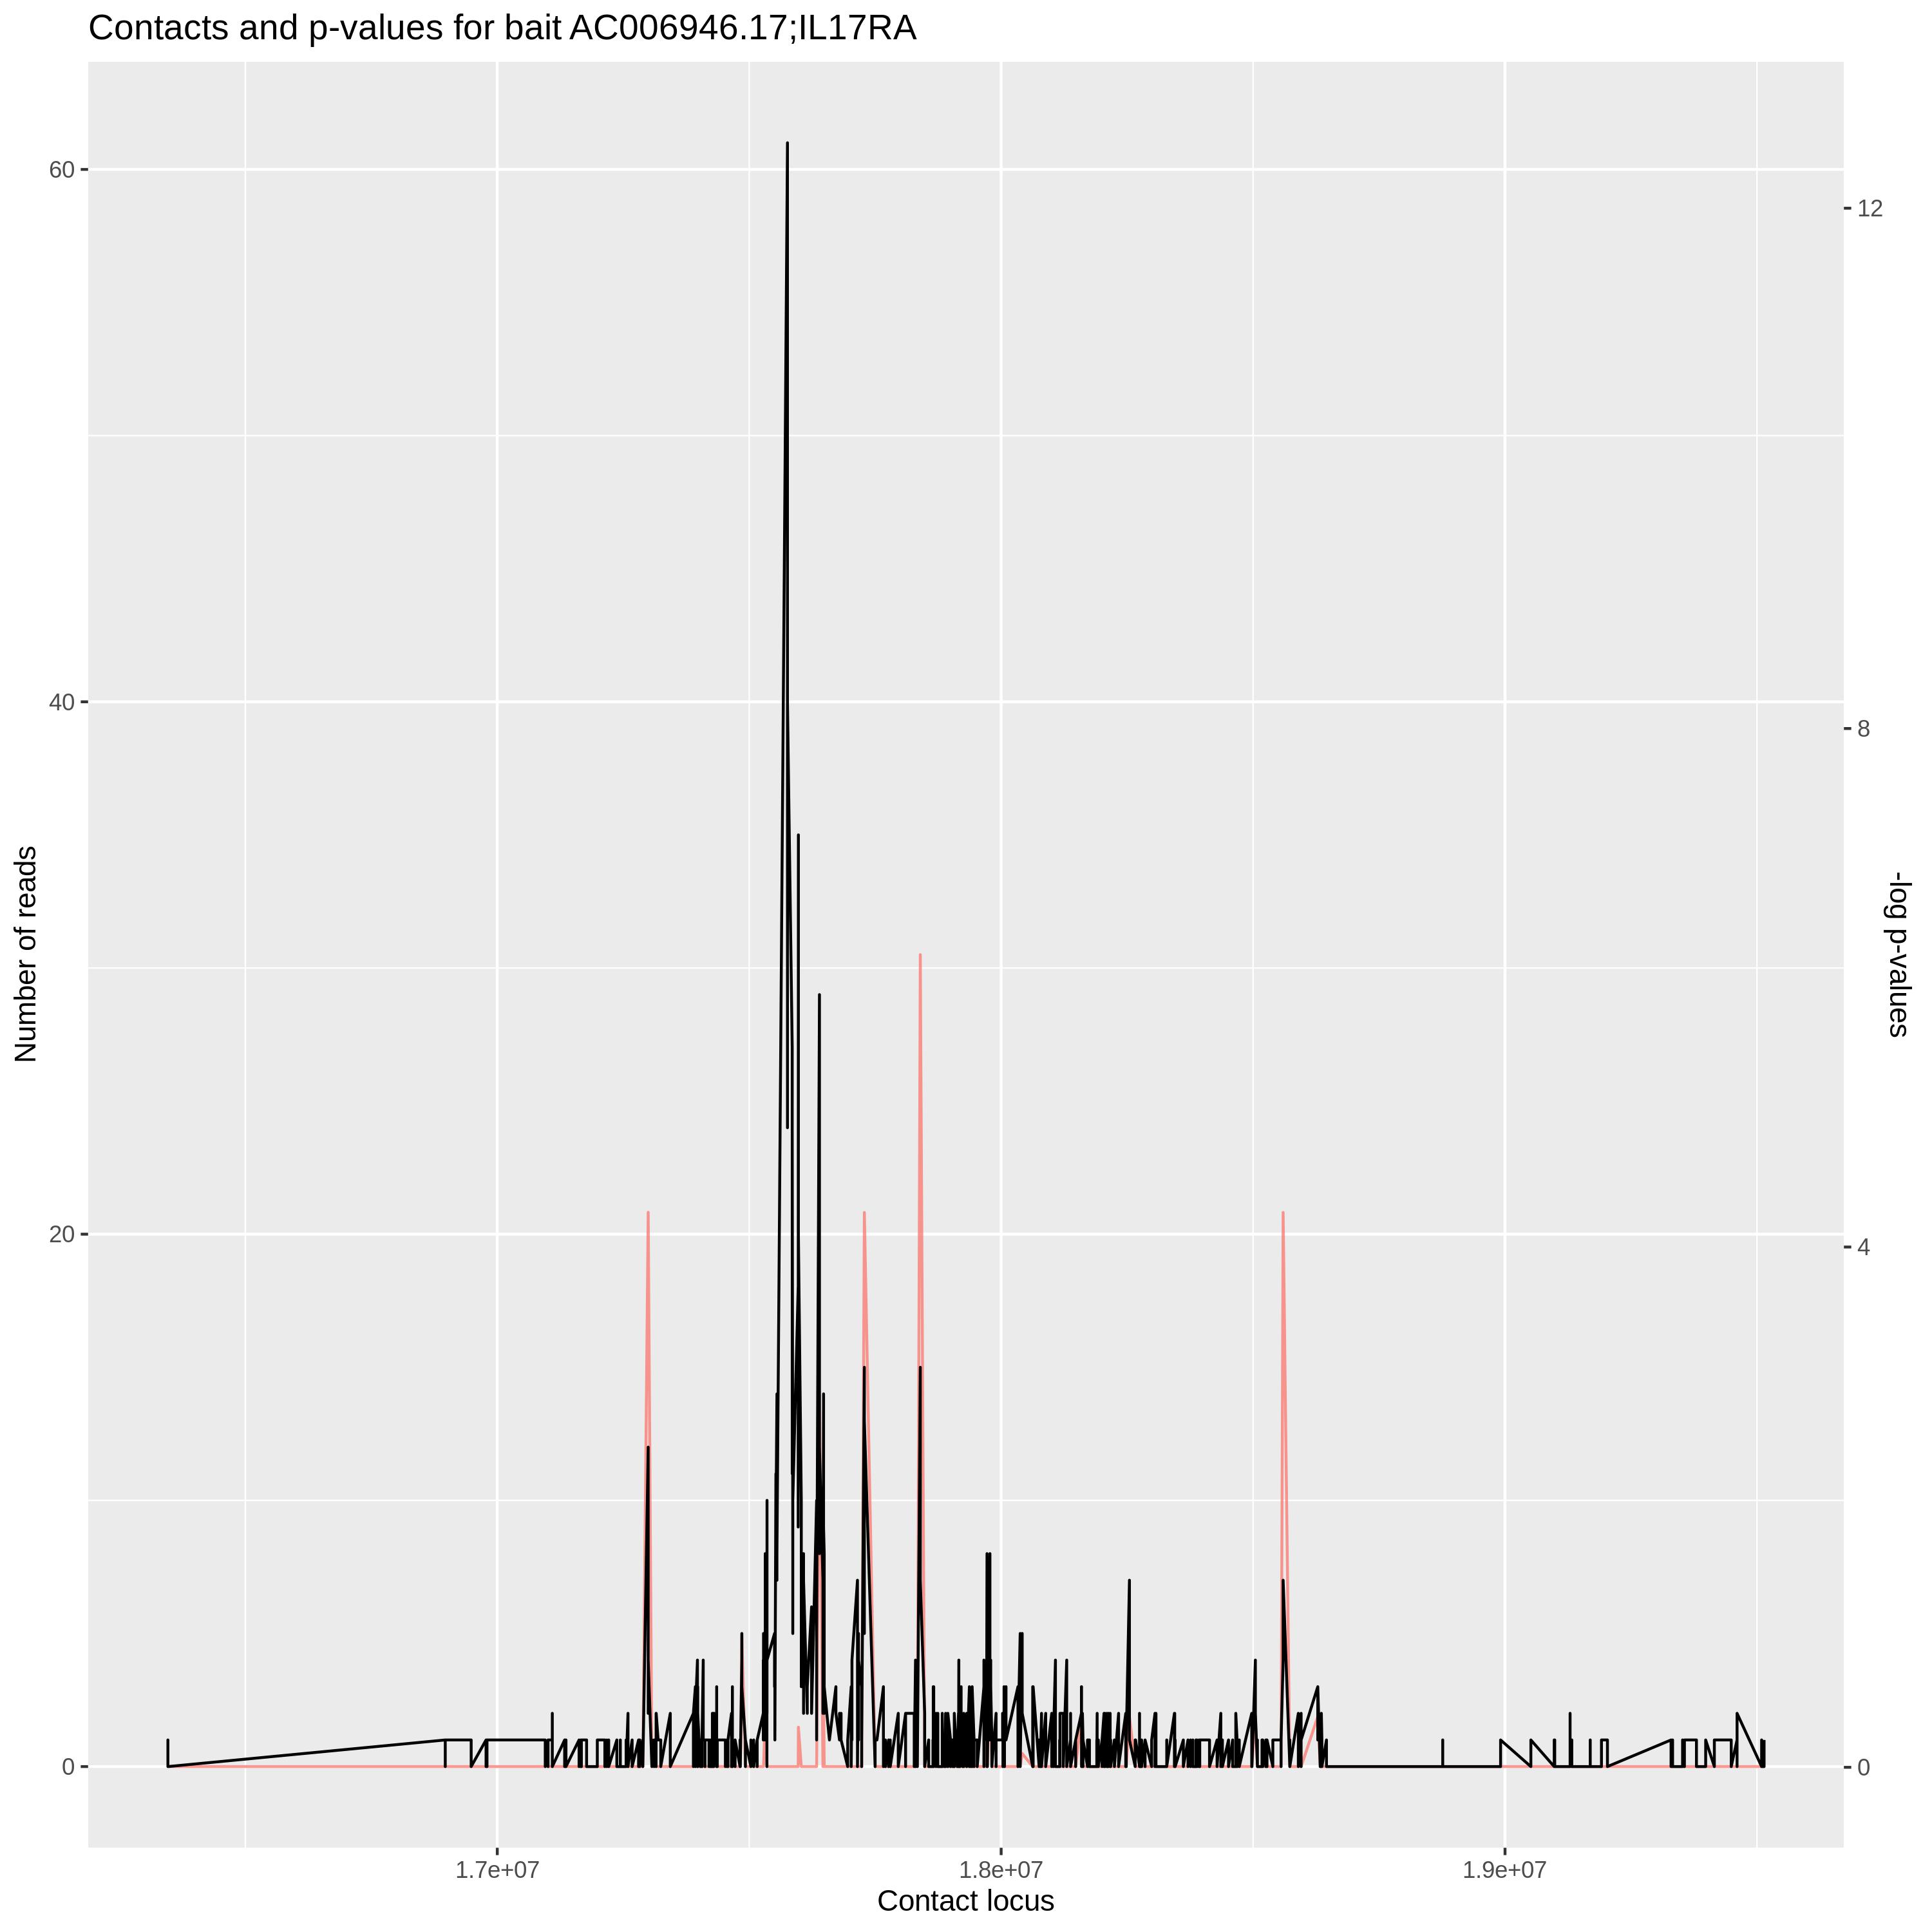 Contacts and p-values for bait AC006946.17;IL17RA
60
40
20
0
Number of reads
12
8
4
0
-log p-values
1.7e+07 1.8e+07 1.9e+07
Contact locus